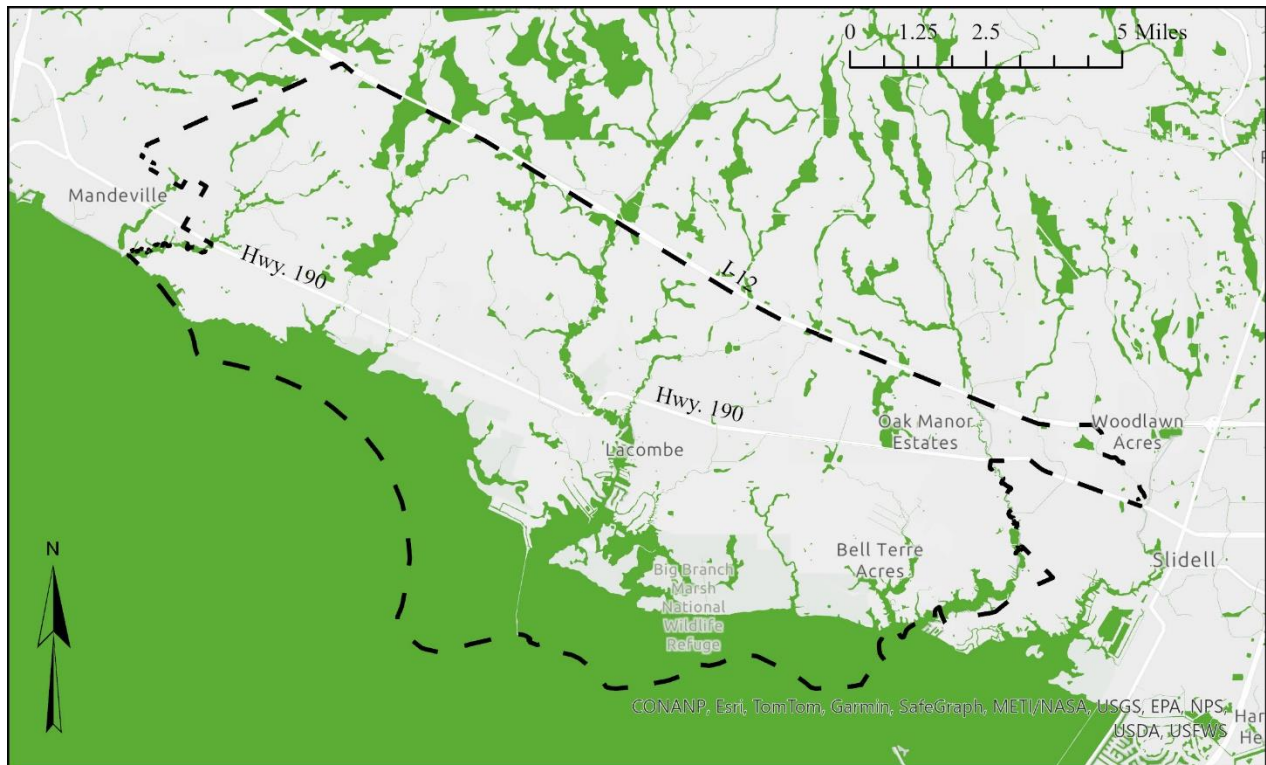 0 1.25 2.5 5 Miles
Mandeville
Hwy. 190
I-12
Hwy. 190
Oak Manor
Estates
Woodlawn
Acres
Lacombe
N
Bell Terre
Acres
Slidell
Big Branch
Marsh
National
Wildlife
Refuge
CONANP, Esri, TomTom, Garmin, SafeGraph, METI/NASA, USGS, EPA, NPS,
USDA, USFWS
Har
He